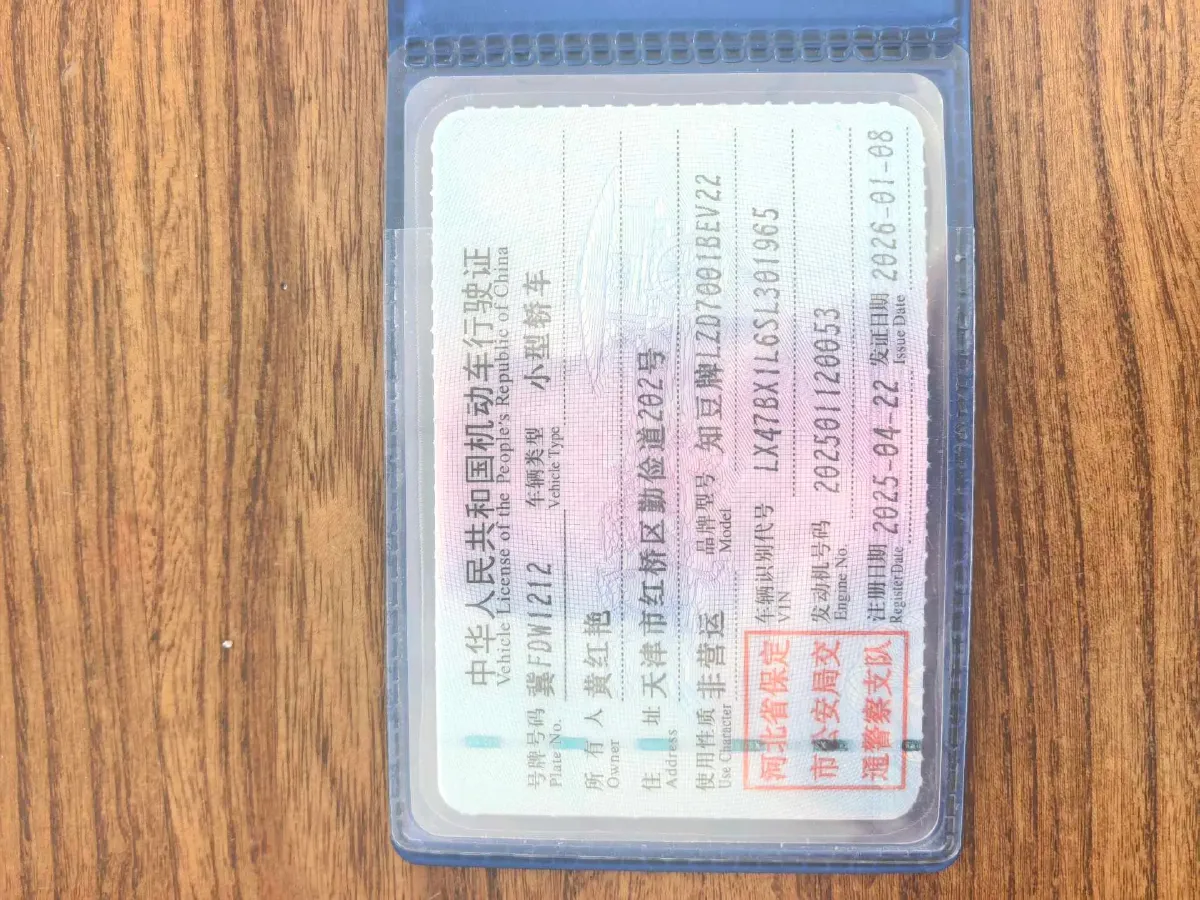 中华人民共和国机动车行驶证
Vehicle License of the People's Republic of China
号牌号码 冀FDW1212 车辆类型 小型轿车
Plate No. Vehicle Type
所有人 黄红艳
Owner
住址 天津市红桥区勤俭道202号
Address
使用性质 非营运 品牌型号 知豆牌LZD7001BEV22
Use Character Model
车辆识别代号 LX47BX1L6SL301965
VIN
发动机号码 20250112D0053
Engine No.
注册日期 2025-04-22 发证日期 2026-01-08
Register Date Issue Date
河北省保定
市公安局交
通警察支队